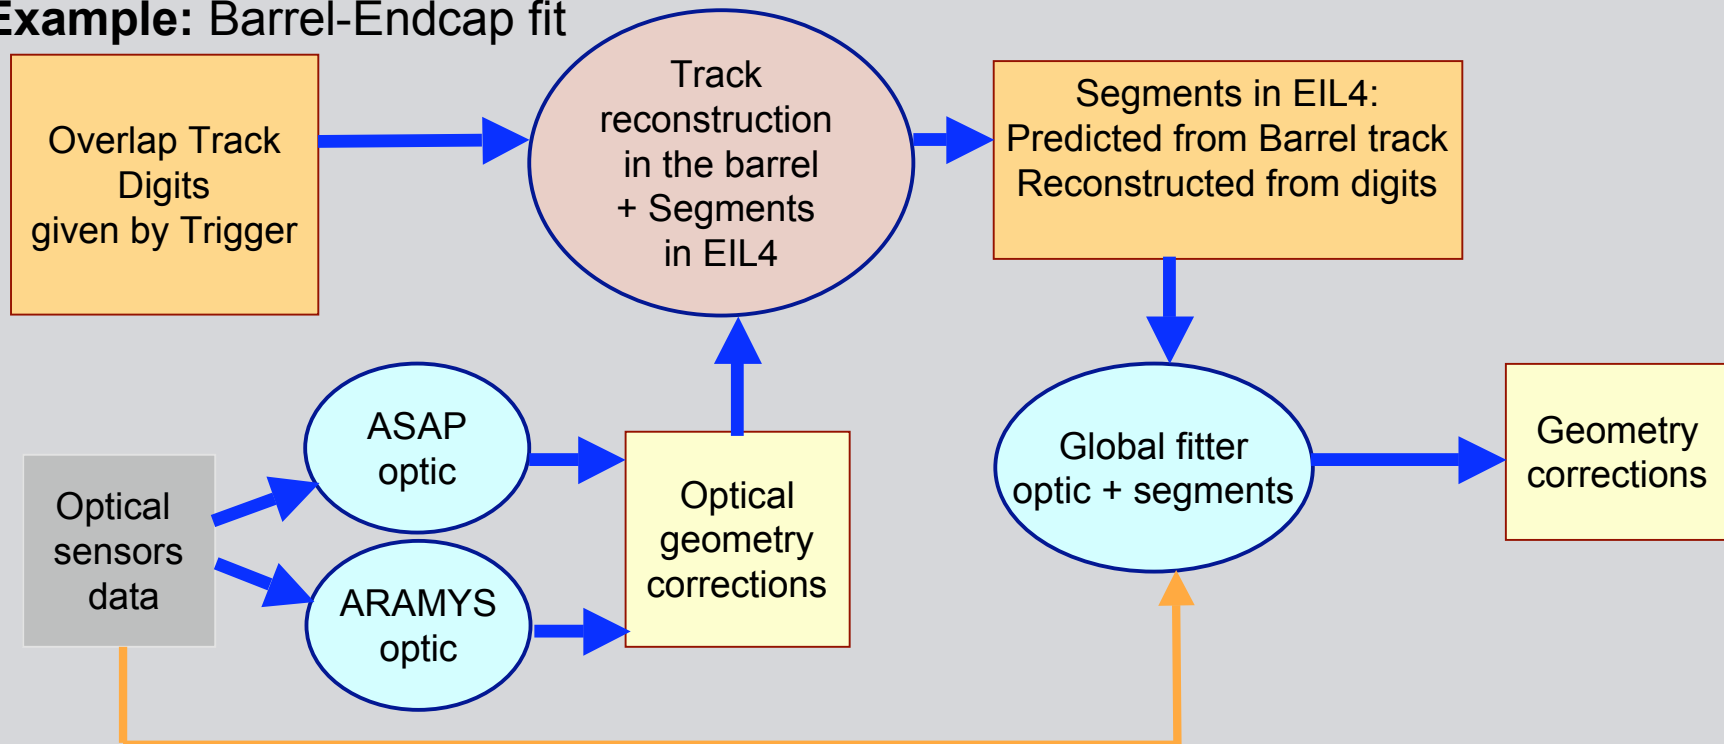 Example: Barrel-Endcap fit
Overlap Track
Digits
given by Trigger
Track
reconstruction
in the barrel
+ Segments
in EIL4
Segments in EIL4:
Predicted from Barrel track
Reconstructed from digits
Optical
sensors
data
ASAP
optic
ARAMYS
optic
Optical
geometry
corrections
Global fitter
optic + segments
Geometry
corrections